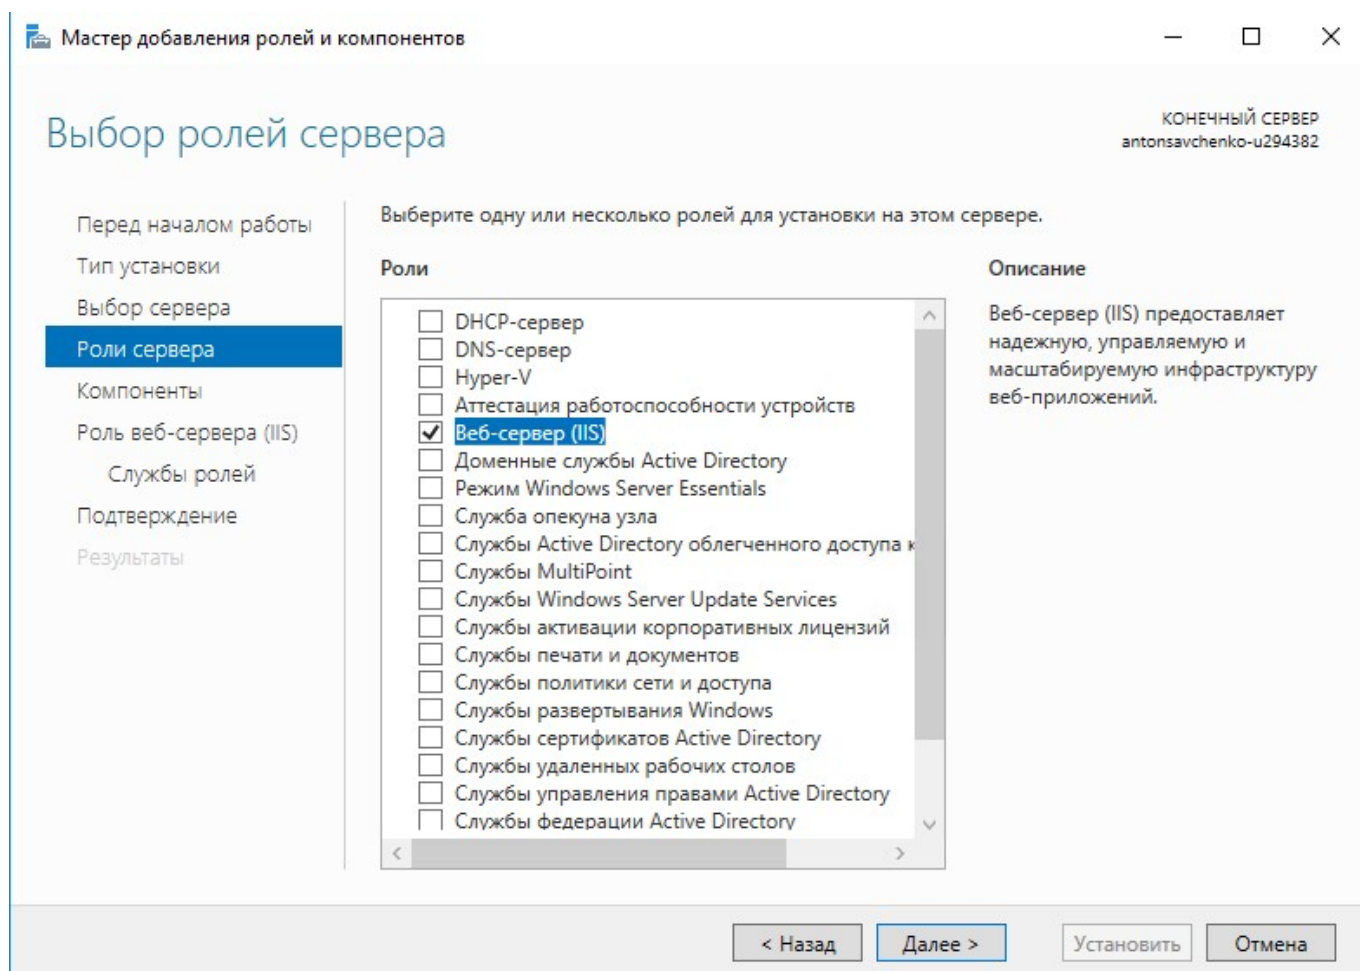 Мастер добавления ролей и компонентов
Выбор ролей сервера
КОНЕЧНЫЙ СЕРВЕР
antonsavchenko-u294382
Перед началом работы
Тип установки
Выбор сервера
Роли сервера
Компоненты
Роль веб-сервера (IIS)
Службы ролей
Подтверждение
Результаты
Выберите одну или несколько ролей для установки на этом сервере.
Роли
DHCP-сервер
DNS-сервер
Hyper-V
Аттестация работоспособности устройств
Веб-сервер (IIS)
Доменные службы Active Directory
Режим Windows Server Essentials
Служба опекуна узла
Службы Active Directory облегченного доступа к
Службы MultiPoint
Службы Windows Server Update Services
Службы активации корпоративных лицензий
Службы печати и документов
Службы политики сети и доступа
Службы развертывания Windows
Службы сертификатов Active Directory
Службы удаленных рабочих столов
Службы управления правами Active Directory
Службы федерации Active Directory
Описание
Веб-сервер (IIS) предоставляет
надежную, управляемую и
масштабируемую инфраструктуру
веб-приложений.
< Назад
Далее >
Установить
Отмена